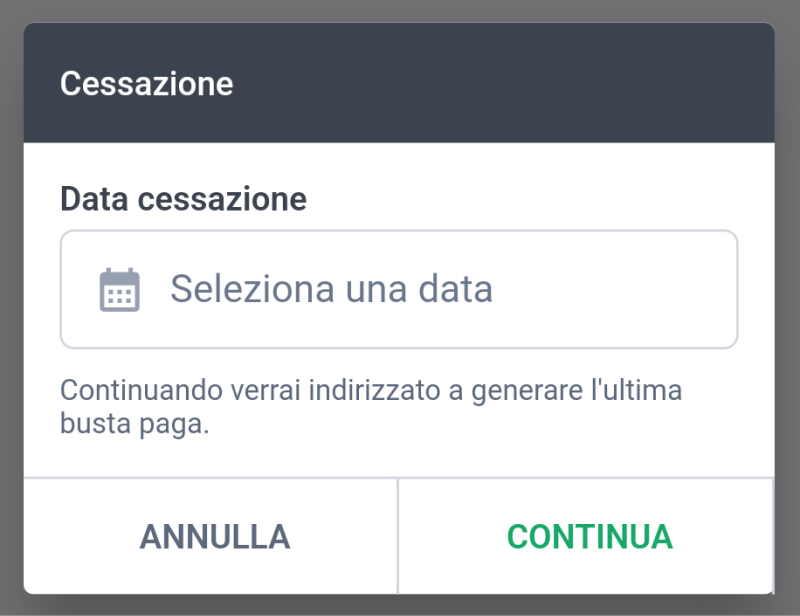 Cessazione
Data cessazione
Seleziona una data
Continuando verrai indirizzato a generare l'ultima
busta paga.
ANNULLA
CONTINUA